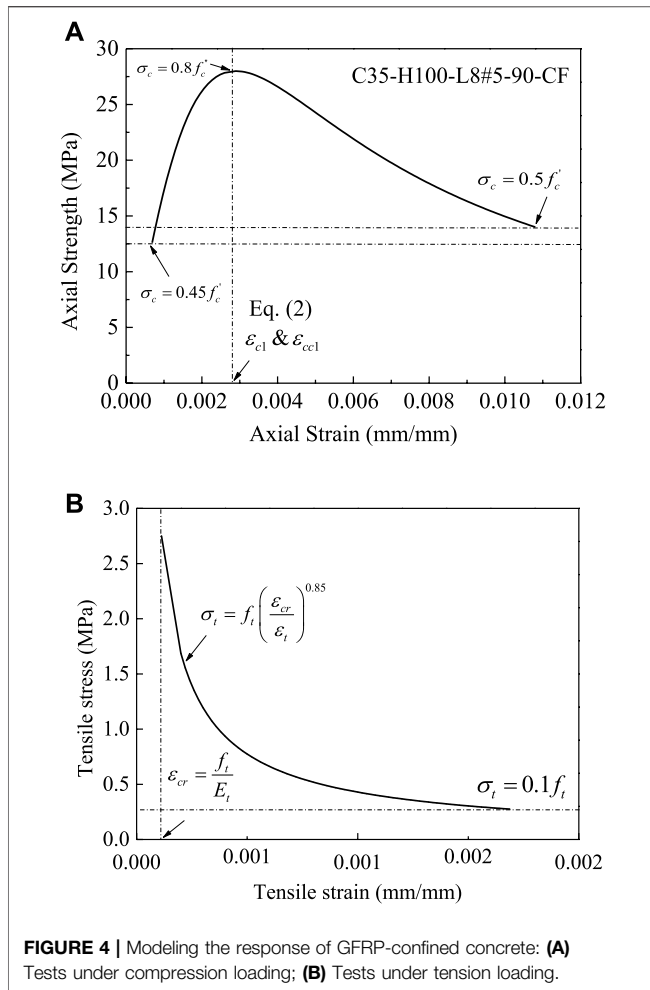 A
σc = 0.8fc*
C35-H100-L8#5-90-CF
σc = 0.5fc'
σc = 0.45fc'
Eq. (2)
εc1 & εcc1
Axial Strength (MPa)
30
25
20
15
10
5
0
0.000 0.002 0.004 0.006 0.008 0.010 0.012
Axial Strain (mm/mm)
B
σt = ft (εcr/εt)^0.85
εcr = ft/Et
σt = 0.1ft
Tensile stress (MPa)
3.0
2.5
2.0
1.5
1.0
0.5
0.0
0.000 0.001 0.001 0.002 0.002
Tensile strain (mm/mm)
FIGURE 4 | Modeling the response of GFRP-confined concrete: (A)
Tests under compression loading; (B) Tests under tension loading.